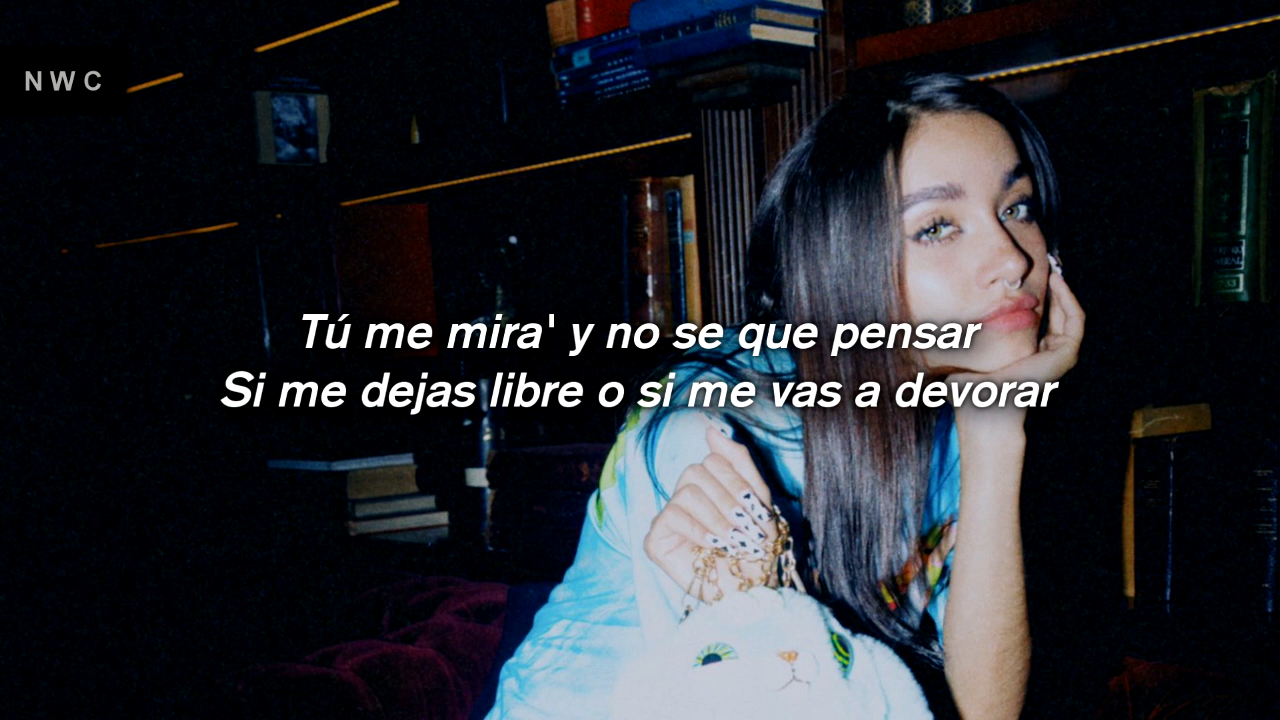 NWC
Tú me mira' y no se que pensar
Si me dejas libre o si me vas a devorar